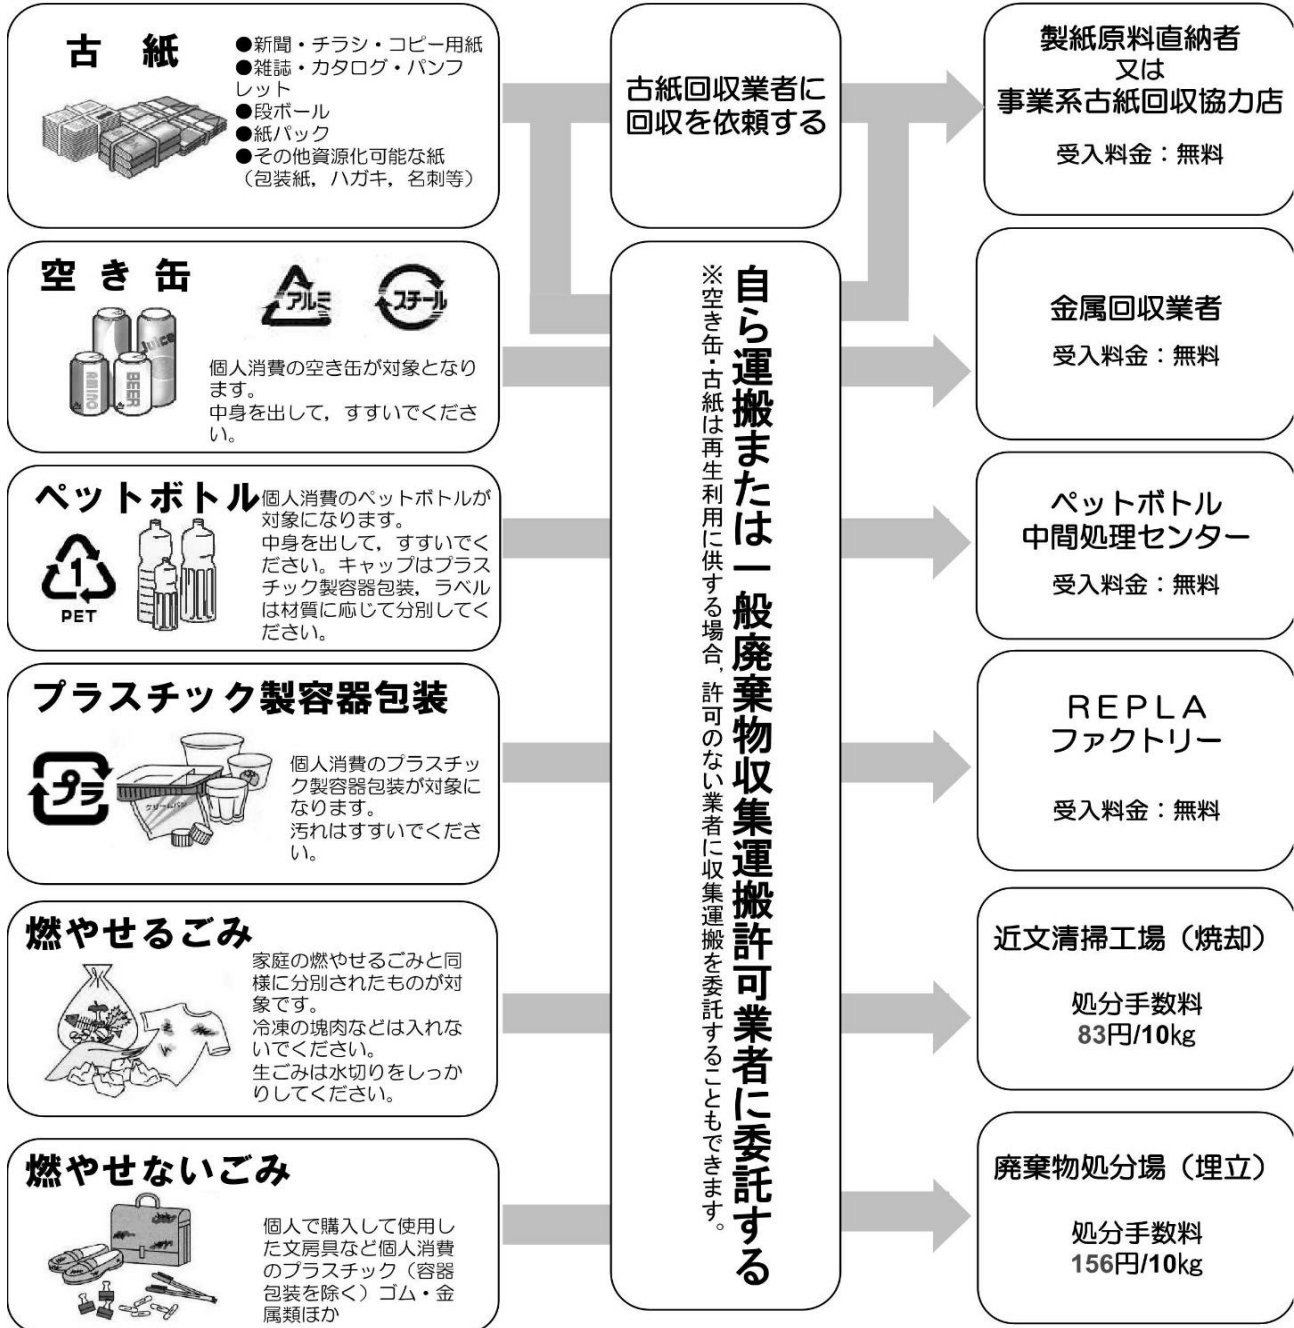 古紙
●新聞・チラシ・コピー用紙
●雑誌・カタログ・パンフ
レット
●段ボール
●紙パック
●その他資源化可能な紙
（包装紙，ハガキ，名刺等）
古紙回収業者に
回収を依頼する
製紙原料直納者
又は
事業系古紙回収協力店
受入料金：無料
空き缶
アルミ
スチール
Juice
AMINO
BEER
個人消費の空き缶が対象となり
ます。
中身を出して，すすいでくださ
い。
自ら運搬または一般廃棄物収集運搬許可業者に委託する
※空き缶・古紙は再生利用に供する場合，許可のない業者に収集運搬を委託することもできます。
金属回収業者
受入料金：無料
ペットボトル
1
PET
個人消費のペットボトルが
対象になります。
中身を出して，すすいでく
ださい。キャップはプラス
チック製容器包装，ラベル
は材質に応じて分別してく
ださい。
ペットボトル
中間処理センター
受入料金：無料
プラスチック製容器包装
プラ
クリームパン
個人消費のプラスチッ
ク製容器包装が対象に
なります。
汚れはすすいでくださ
い。
ＲＥＰＬＡ
ファクトリー
受入料金：無料
燃やせるごみ
家庭の燃やせるごみと同
様に分別されたものが対
象です。
冷凍の塊肉などは入れな
いでください。
生ごみは水切りをしっか
りしてください。
近文清掃工場（焼却）
処分手数料
83円/10kg
燃やせないごみ
個人で購入して使用し
た文房具など個人消費
のプラスチック（容器
包装を除く）ゴム・金
属類ほか
廃棄物処分場（埋立）
処分手数料
156円/10kg